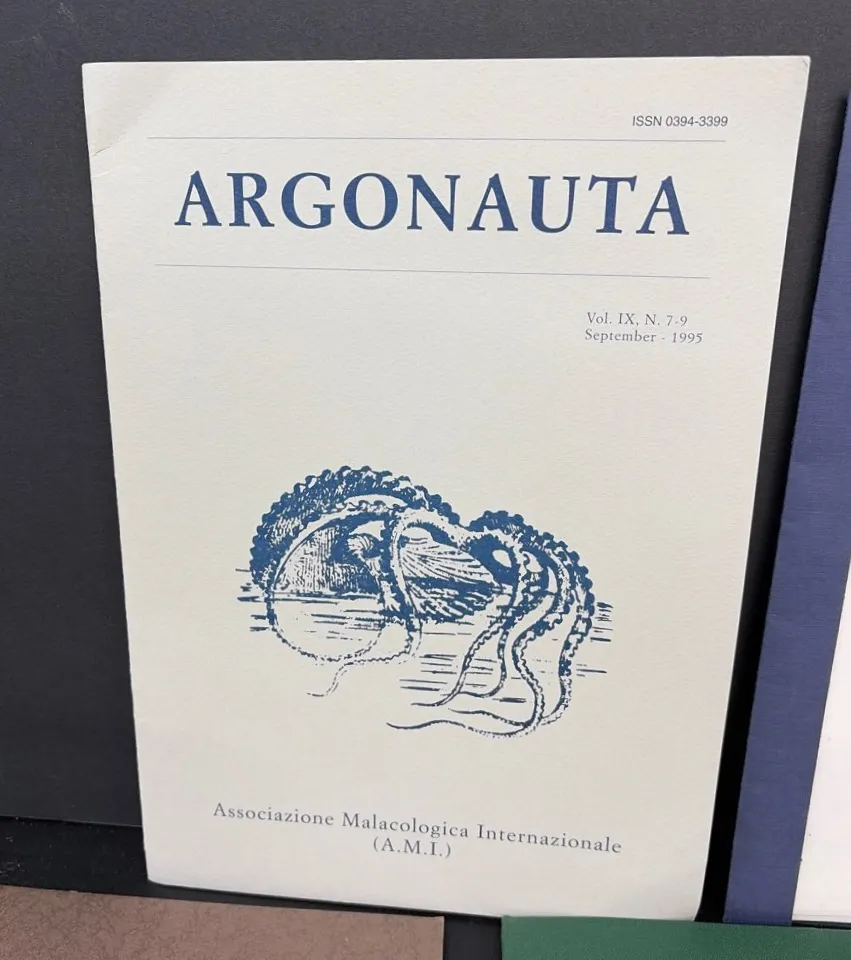 ISSN 0394-3399
ARGONAUTA
Vol. IX, N. 7-9
September - 1995
Associazione Malacologica Internazionale
(A.M.I.)